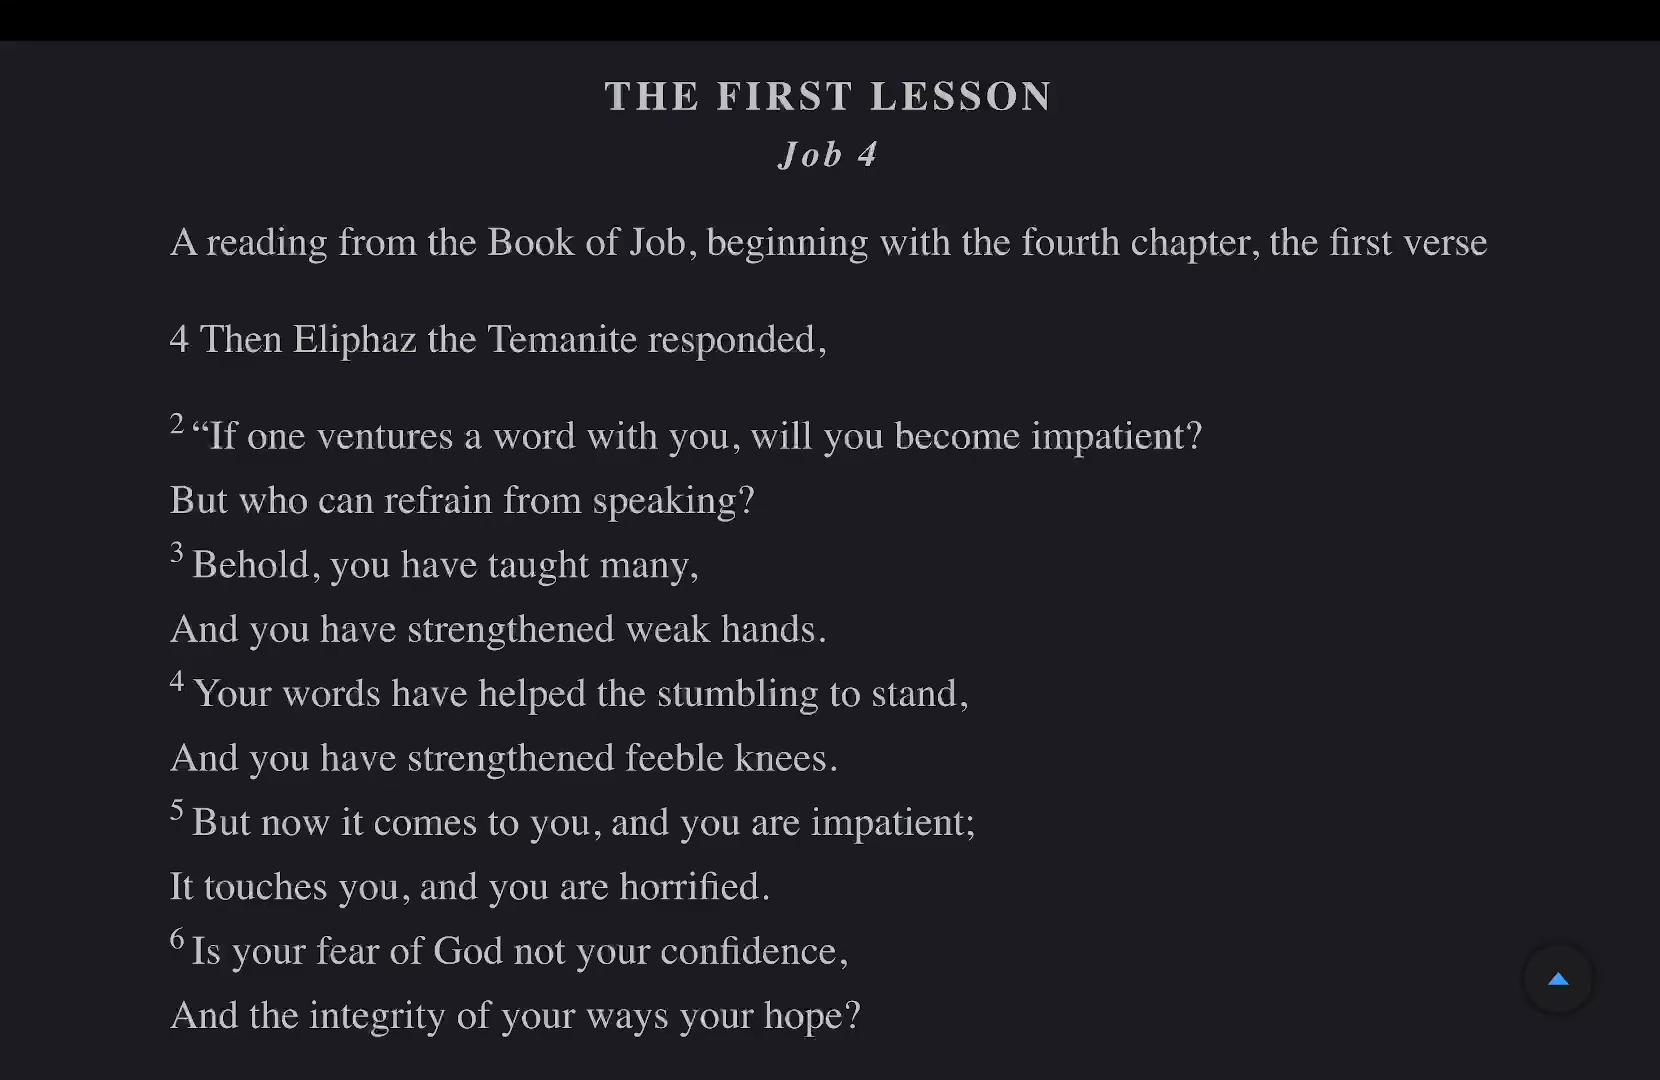 THE FIRST LESSON
Job 4
A reading from the Book of Job, beginning with the fourth chapter, the first verse
4 Then Eliphaz the Temanite responded,
2 “If one ventures a word with you, will you become impatient?
But who can refrain from speaking?
3 Behold, you have taught many,
And you have strengthened weak hands.
4 Your words have helped the stumbling to stand,
And you have strengthened feeble knees.
5 But now it comes to you, and you are impatient;
It touches you, and you are horrified.
6 Is your fear of God not your confidence,
And the integrity of your ways your hope?